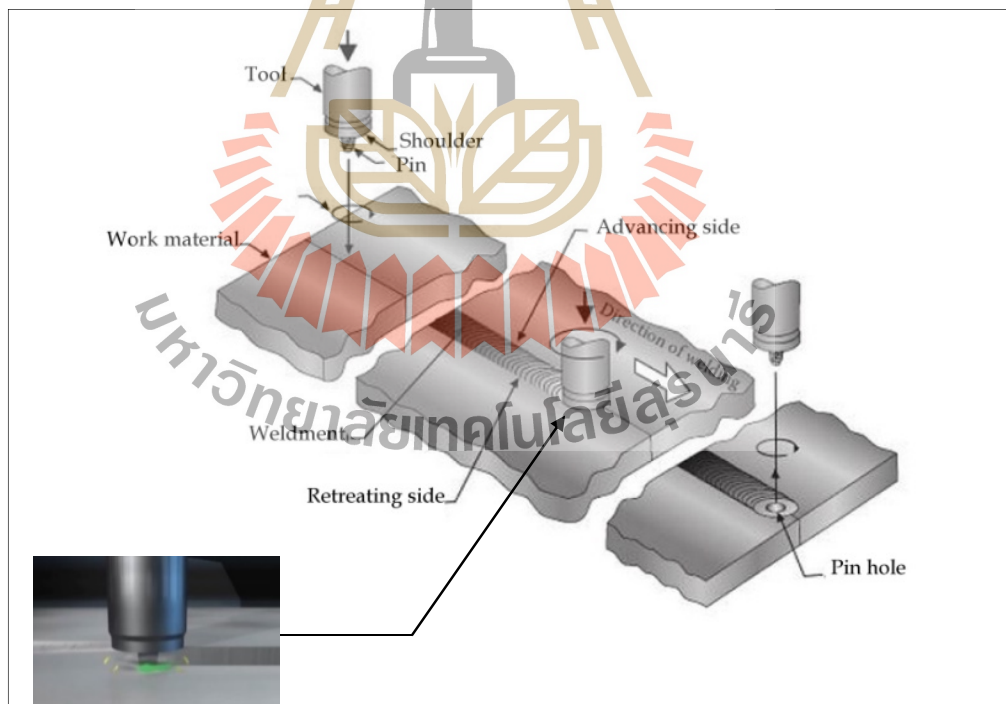 Tool
Shoulder
Pin
Advancing side
Work material
Direction of welding
มหาวิทยาลัยเทคโนโลยีสุรนารี
Weldment
Retreating side
Pin hole